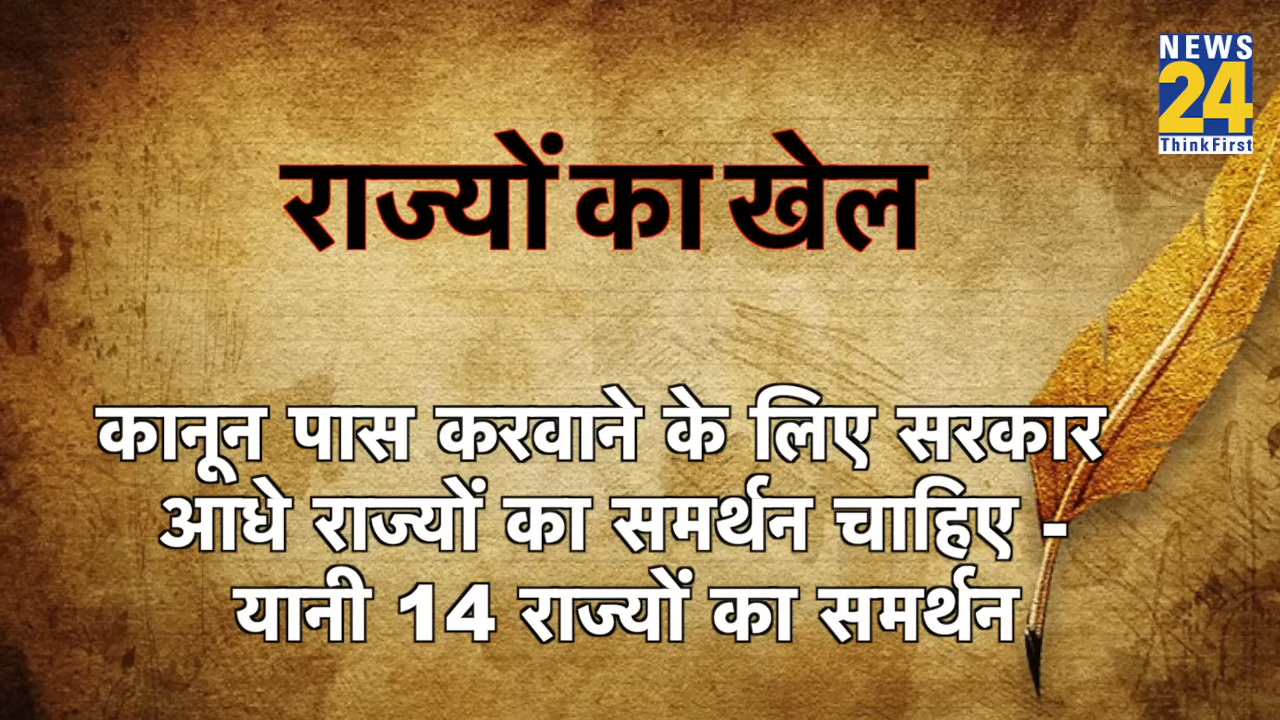 NEWS
24
ThinkFirst
राज्यों का खेल
कानून पास करवाने के लिए सरकार
आधे राज्यों का समर्थन चाहिए -
यानी 14 राज्यों का समर्थन